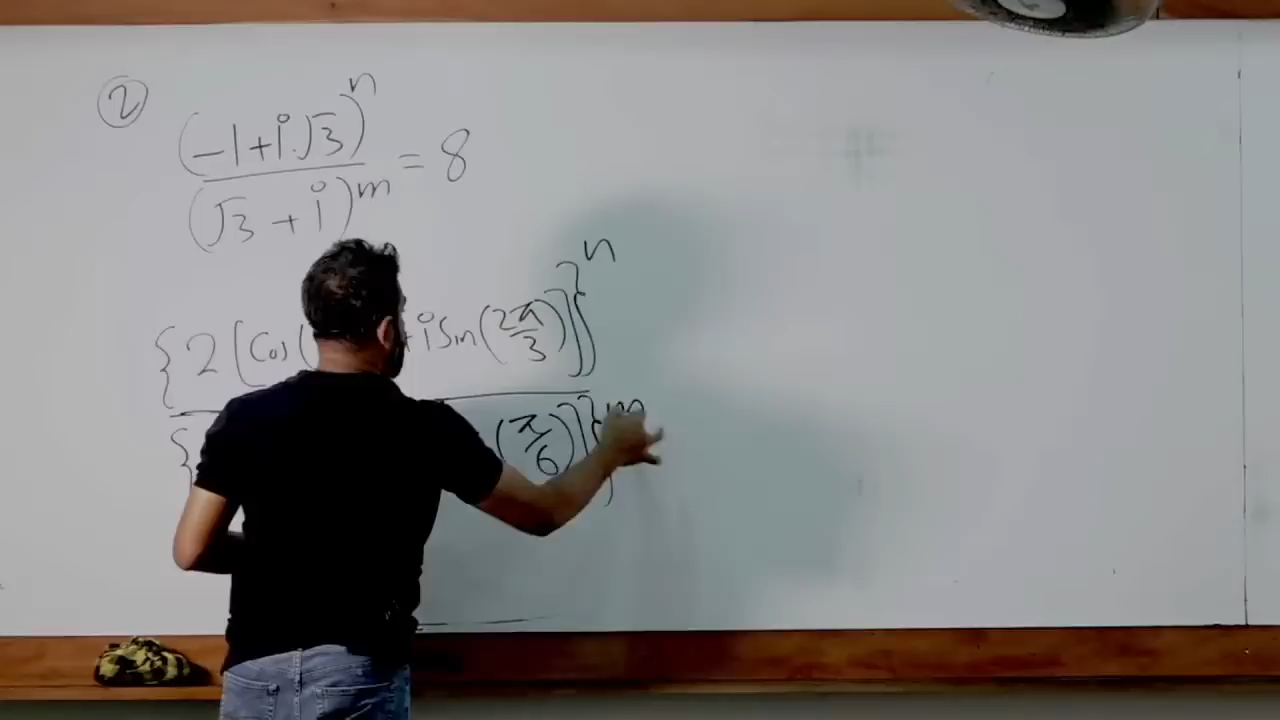 ②
(-1+i.√3)ⁿ
= 8
(√3 + i)ᵐ
{2[Cos( + i Sin(2π/3)]}ⁿ
{ (π/6)]}ᵐ